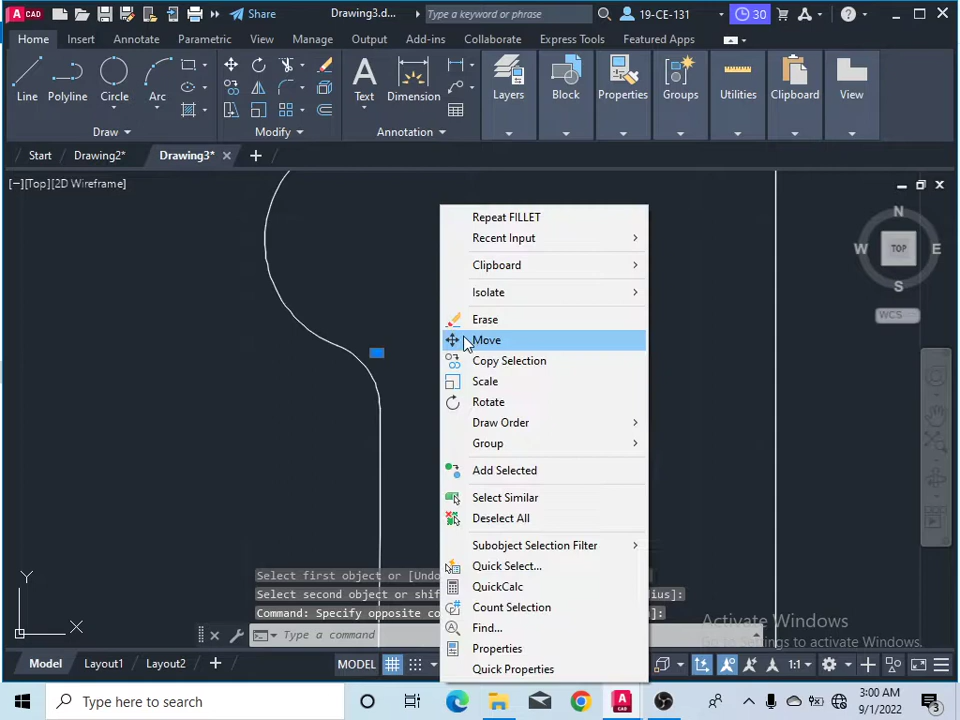 A CAD Share Drawing3.d... Type a keyword or phrase 19-CE-131 30
Home Insert Annotate Parametric View Manage Output Add-ins Collaborate Express Tools Featured Apps
Line Polyline Circle Arc Text Dimension Layers Block Properties Groups Utilities Clipboard View
Draw Modify Annotation
Start Drawing2* Drawing3*
[−][Top][2D Wireframe]
N
W TOP E
S
WCS
Repeat FILLET
Recent Input
Clipboard
Isolate
Erase
Move
Copy Selection
Scale
Rotate
Draw Order
Group
Add Selected
Select Similar
Deselect All
Subobject Selection Filter
Quick Select...
QuickCalc
Count Selection
Find...
Properties
Quick Properties
Y
X
Select first object or [Undo
Select second object or shif dius]:
Command: Specify opposite co ]:
Type a command
Activate Windows
Go to Settings to activate Windows.
Model Layout1 Layout2 MODEL 1:1
Type here to search
3:00 AM
9/1/2022
3